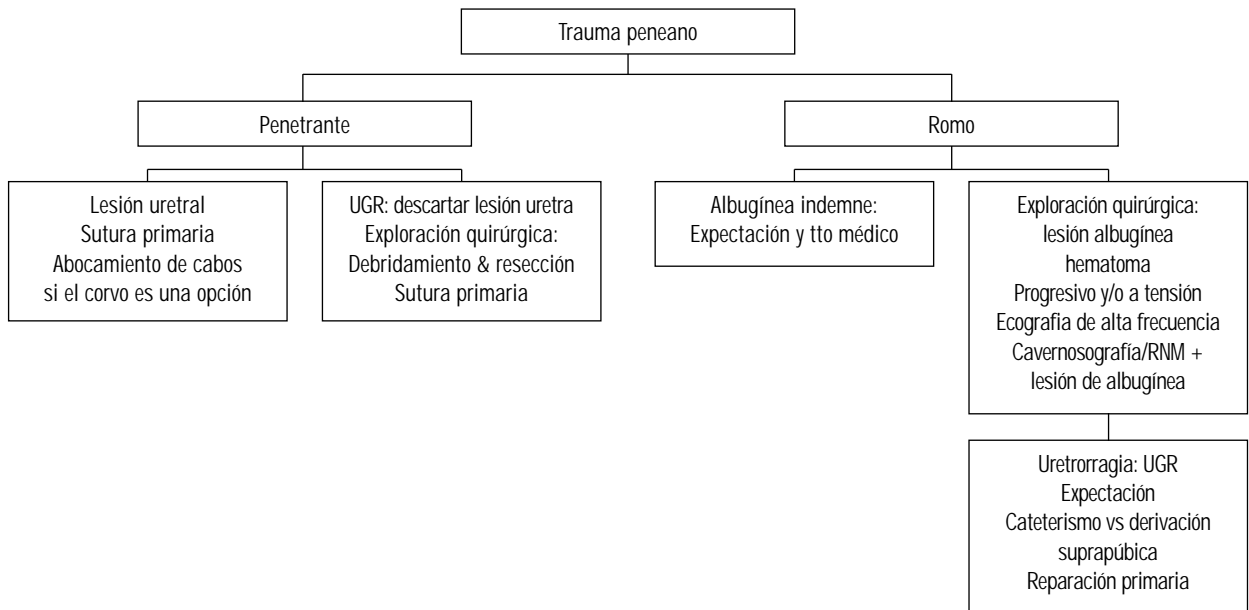 Trauma peneano
Penetrante
Romo
Lesión uretral
Sutura primaria
Abocamiento de cabos
si el corvo es una opción
UGR: descartar lesión uretra
Exploración quirúrgica:
Debridamiento & resección
Sutura primaria
Albugínea indemne:
Expectación y tto médico
Exploración quirúrgica:
lesión albugínea
hematoma
Progresivo y/o a tensión
Ecografia de alta frecuencia
Cavernosografía/RNM +
lesión de albugínea
Uretrorragia: UGR
Expectación
Cateterismo vs derivación
suprapúbica
Reparación primaria